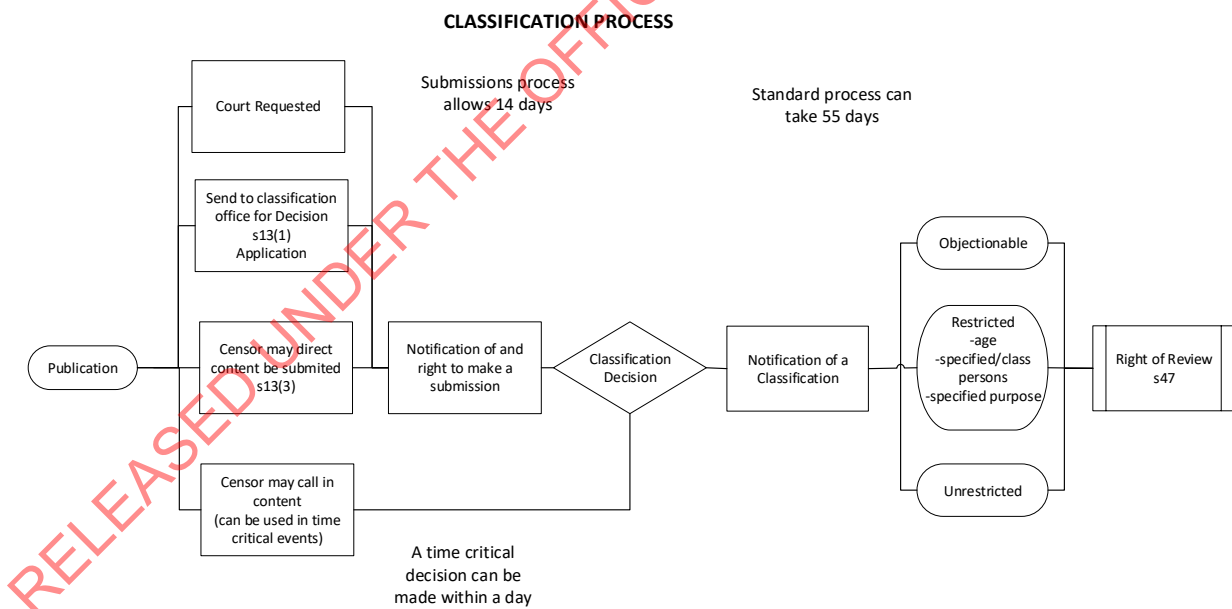 CLASSIFICATION PROCESS
Submissions process
allows 14 days
Standard process can
take 55 days
Court Requested
Send to classification
office for Decision
s13(1)
Application
Censor may direct
content be submited
s13(3)
Censor may call in
content
(can be used in time
critical events)
Publication
Notification of and
right to make a
submission
Classification
Decision
Notification of a
Classification
Objectionable
Restricted
-age
-specified/class
persons
-specified purpose
Unrestricted
Right of Review
s47
A time critical
decision can be
made within a day
RELEASED UNDER THE OFFIC